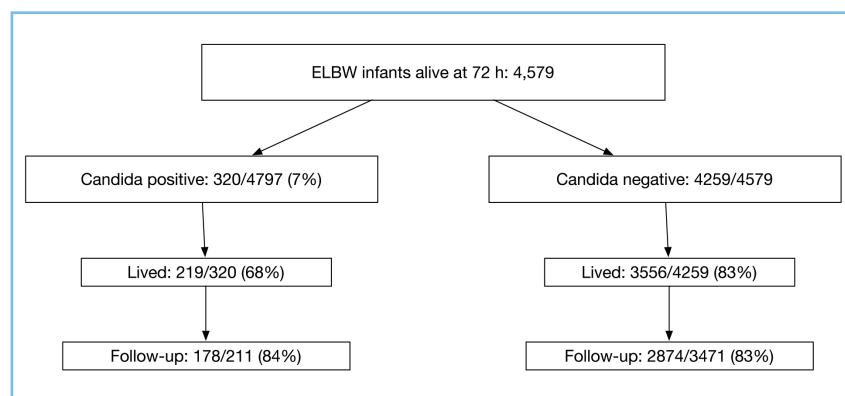 ELBW infants alive at 72 h: 4,579
Candida positive: 320/4797 (7%)
Candida negative: 4259/4579
Lived: 219/320 (68%)
Lived: 3556/4259 (83%)
Follow-up: 178/211 (84%)
Follow-up: 2874/3471 (83%)